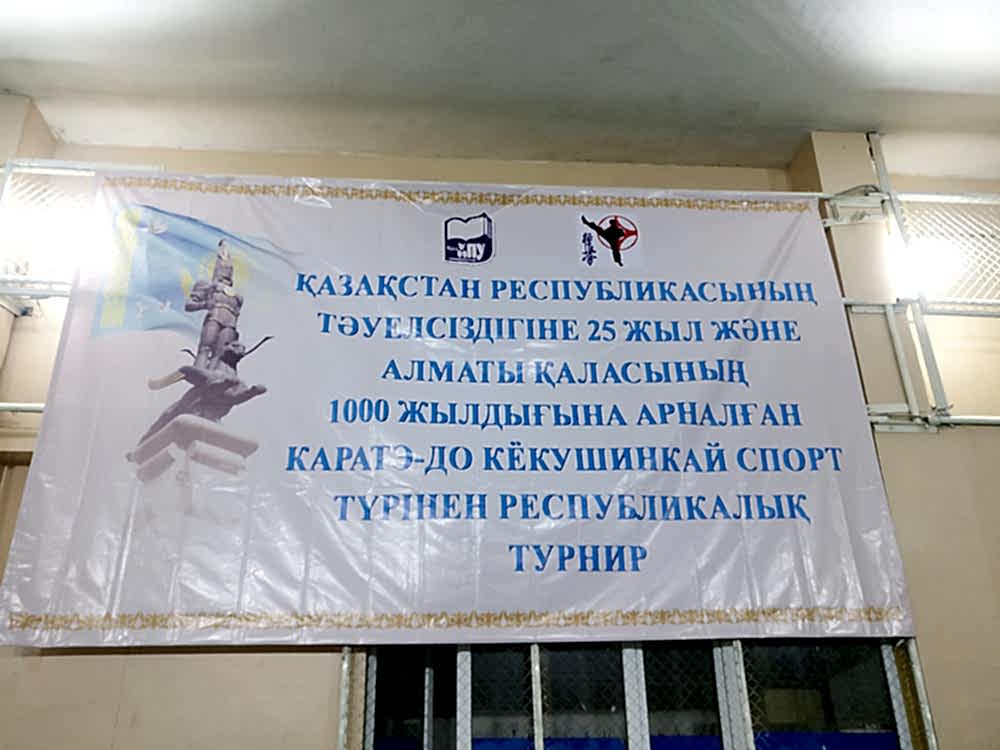 ҚАЗАҚСТАН РЕСПУБЛИКАСЫНЫҢ
ТӘУЕЛСІЗДІГІНЕ 25 ЖЫЛ ЖӘНЕ
АЛМАТЫ ҚАЛАСЫНЫҢ
1000 ЖЫЛДЫҒЫНА АРНАЛҒАН
КАРАТЭ-ДО КЁКУШИНКАЙ СПОРТ
ТҮРІНЕН РЕСПУБЛИКАЛЫҚ
ТУРНИР